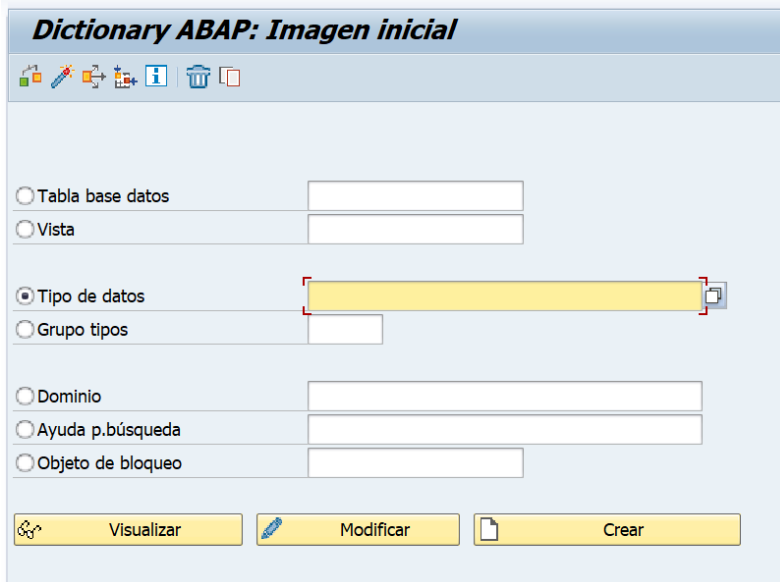 Dictionary ABAP: Imagen inicial
Tabla base datos
Vista
Tipo de datos
Grupo tipos
Dominio
Ayuda p.búsqueda
Objeto de bloqueo
Visualizar Modificar Crear